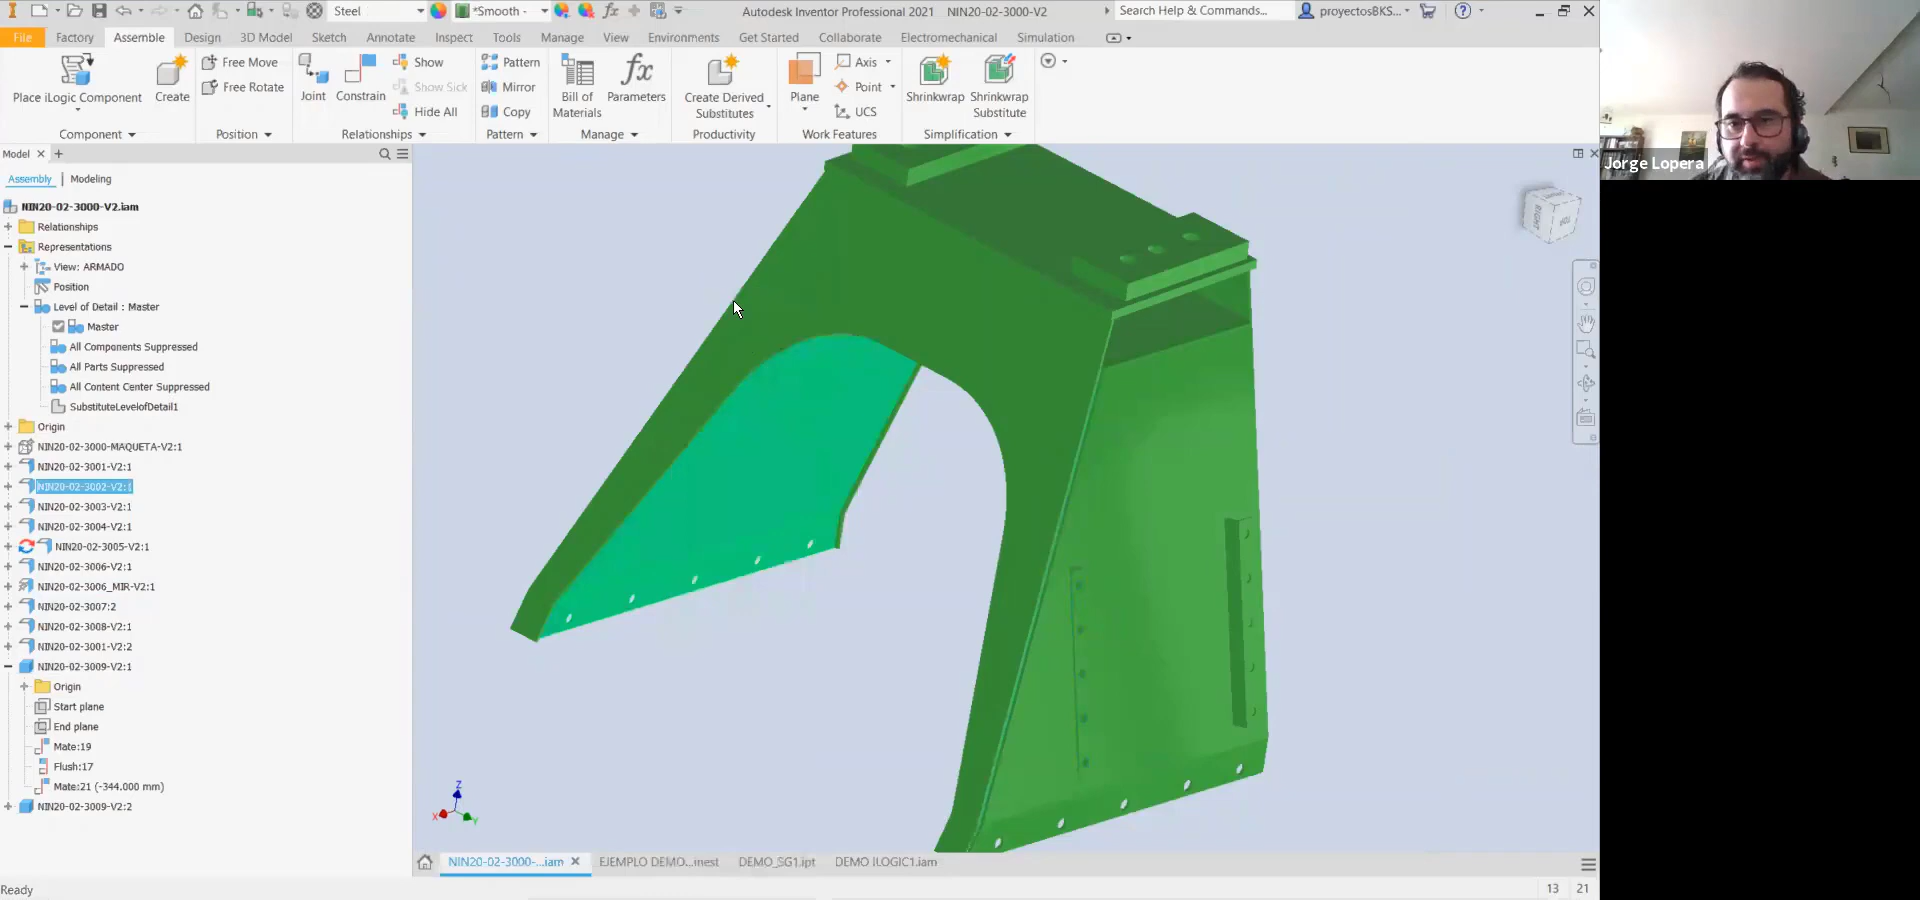 Steel
*Smooth -
Autodesk Inventor Professional 2021 NIN20-02-3000-V2
Search Help & Commands...
proyectosBKS...
File Factory Assemble Design 3D Model Sketch Annotate Inspect Tools Manage View Environments Get Started Collaborate Electromechanical Simulation
Place iLogic Component
Create
Free Move
Free Rotate
Joint
Constrain
Show
Show Sick
Hide All
Pattern
Mirror
Copy
Bill of
Materials
Parameters
Create Derived
Substitutes
Plane
Axis
Point
UCS
Shrinkwrap
Shrinkwrap
Substitute
Component Position Relationships Pattern Manage Productivity Work Features Simplification
Model
Assembly Modeling
NIN20-02-3000-V2.iam
Relationships
Representations
View: ARMADO
Position
Level of Detail : Master
Master
All Components Suppressed
All Parts Suppressed
All Content Center Suppressed
SubstituteLevelofDetail1
Origin
NIN20-02-3000-MAQUETA-V2:1
NIN20-02-3001-V2:1
NIN20-02-3002-V2:1
NIN20-02-3003-V2:1
NIN20-02-3004-V2:1
NIN20-02-3005-V2:1
NIN20-02-3006-V2:1
NIN20-02-3006_MIR-V2:1
NIN20-02-3007:2
NIN20-02-3008-V2:1
NIN20-02-3001-V2:2
NIN20-02-3009-V2:1
Origin
Start plane
End plane
Mate:19
Flush:17
Mate:21 (-344.000 mm)
NIN20-02-3009-V2:2
Z
X
Y
RIGHT
Jorge Lopera
NIN20-02-3000-...iam
EJEMPLO DEMO...inest
DEMO_SG1.ipt
DEMO ILOGIC1.iam
Ready
13 21